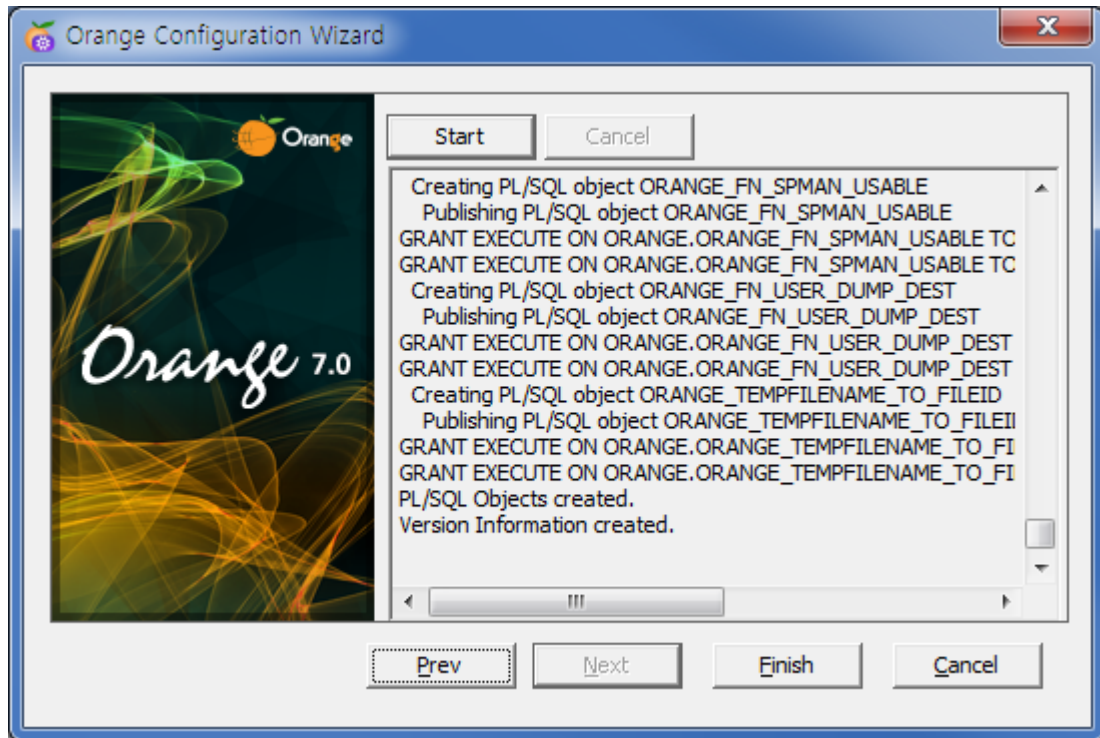 Orange Configuration Wizard
Orange
Orange 7.0
Start
Cancel
Creating PL/SQL object ORANGE_FN_SPMAN_USABLE
Publishing PL/SQL object ORANGE_FN_SPMAN_USABLE
GRANT EXECUTE ON ORANGE.ORANGE_FN_SPMAN_USABLE TO
GRANT EXECUTE ON ORANGE.ORANGE_FN_SPMAN_USABLE TO
Creating PL/SQL object ORANGE_FN_USER_DUMP_DEST
Publishing PL/SQL object ORANGE_FN_USER_DUMP_DEST
GRANT EXECUTE ON ORANGE.ORANGE_FN_USER_DUMP_DEST
GRANT EXECUTE ON ORANGE.ORANGE_FN_USER_DUMP_DEST
Creating PL/SQL object ORANGE_TEMPFILENAME_TO_FILEID
Publishing PL/SQL object ORANGE_TEMPFILENAME_TO_FILEI
GRANT EXECUTE ON ORANGE.ORANGE_TEMPFILENAME_TO_FI
GRANT EXECUTE ON ORANGE.ORANGE_TEMPFILENAME_TO_FI
PL/SQL Objects created.
Version Information created.
Prev
Next
Finish
Cancel